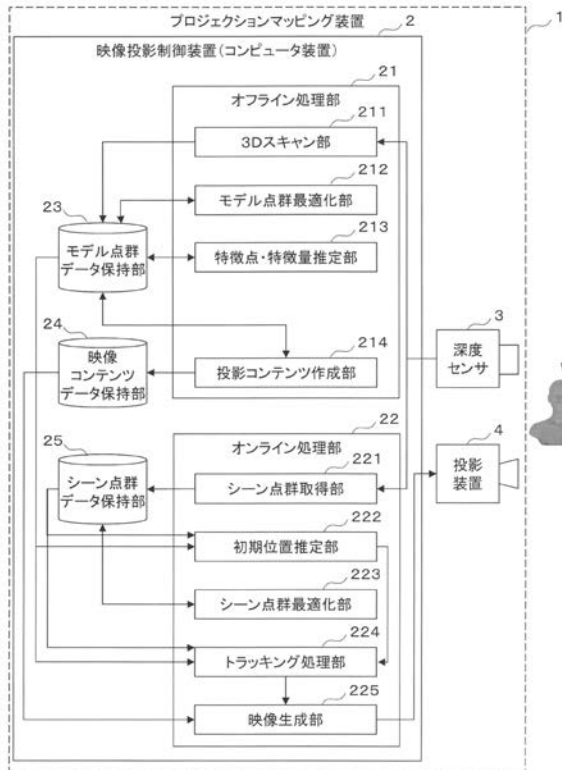 プロジェクションマッピング装置
1
2
映像投影制御装置(コンピュータ装置)
21
オフライン処理部
211
3Dスキャン部
212
モデル点群最適化部
23
モデル点群
データ保持部
213
特徴点・特徴量推定部
24
映像
コンテンツ
データ保持部
214
投影コンテンツ作成部
3
深度
センサ
22
オンライン処理部
4
投影
装置
25
シーン点群
データ保持部
221
シーン点群取得部
222
初期位置推定部
223
シーン点群最適化部
224
トラッキング処理部
225
映像生成部